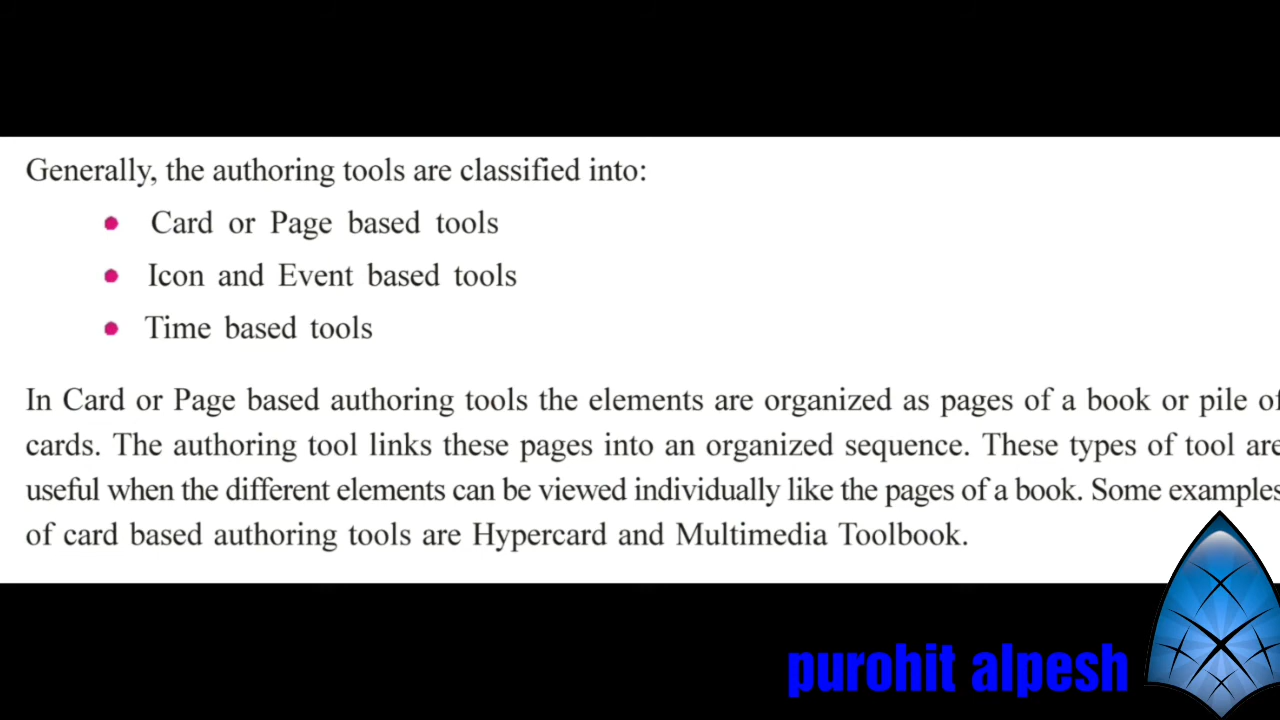 Generally, the authoring tools are classified into:
Card or Page based tools
Icon and Event based tools
Time based tools
In Card or Page based authoring tools the elements are organized as pages of a book or pile of
cards. The authoring tool links these pages into an organized sequence. These types of tool are
useful when the different elements can be viewed individually like the pages of a book. Some examples
of card based authoring tools are Hypercard and Multimedia Toolbook.
purohit alpesh